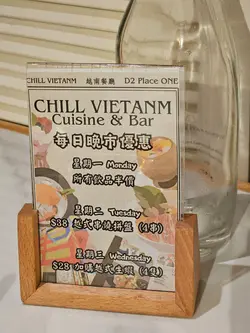 CHILL VIETANM 越南餐廳 D2 Place ONE
CHILL VIETANM
Cuisine & Bar
每日晚市優惠
星期一 Monday
所有飲品半價
星期二 Tuesday
$38 越式串燒拼盤 (4串)
星期三 Wednesday
$28 加購越式生蝦 (4隻)